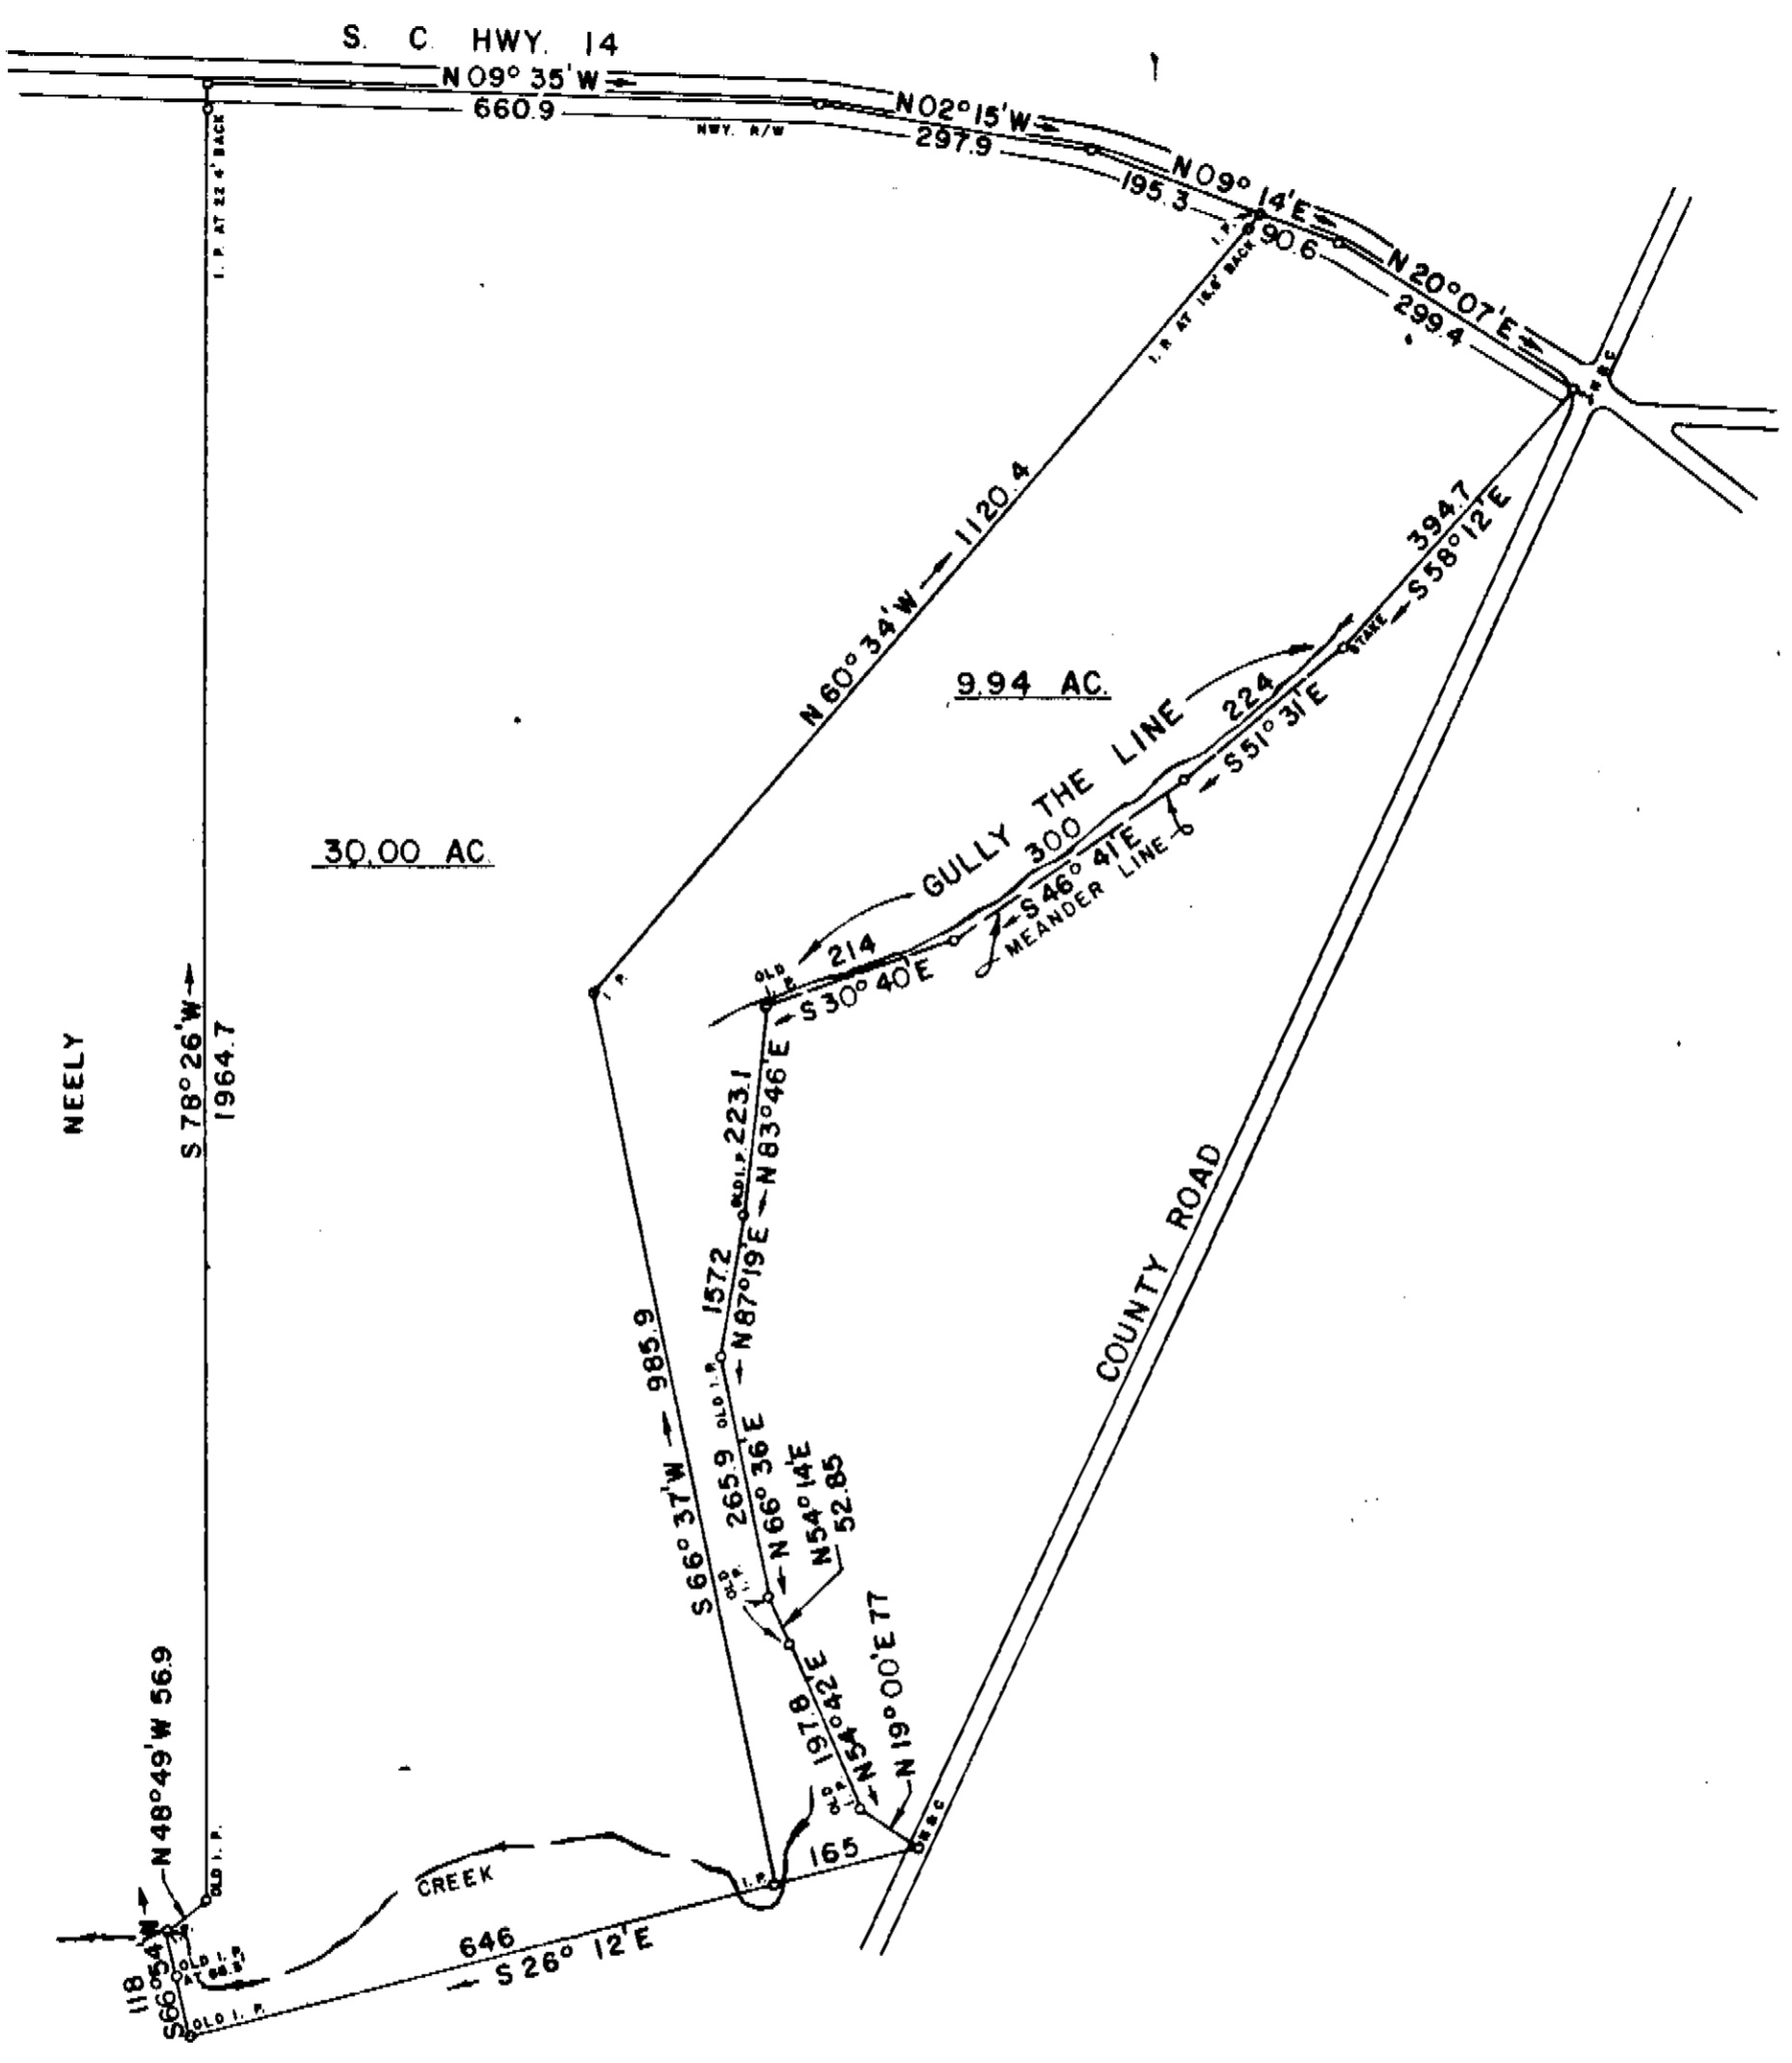 S. C HWY. 14
N 09° 35' W
660.9
HWY. R/W
N 02° 15' W
297.9
N 09° 14' E
195.3
90.6
N 20° 07' E
299.4
I. P. AT 22 4' BACK
I. P.
I. P. AT 16.6' BACK
N & C
N 60° 34' W 1120.4
394.7
S 58° 12' E
STAKE
9.94 AC.
224
S 51° 31' E
GULLY THE LINE
300
S 46° 41' E
MEANDER LINE
30.00 AC.
214
S 30° 40' E
OLD I. P.
I. P.
NEELY
S 78° 26' W
1964.7
OLD I. P. 223.1
N 83° 46' E
157.2
N 87° 19' E
COUNTY ROAD
985.9
S 66° 37' W
265.9 OLD I. P.
N 66° 36' E
N 54° 14' E
52.85
OLD I. P.
197.8
N 54° 42' E
N 19° 00' E 77
OLD I. P.
N & C
165
I. P.
N 48° 49' W 56.9
OLD I. P.
CREEK
646
S 26° 12' E
118
S 66° 54' W
OLD I. P.
OLD I. P.